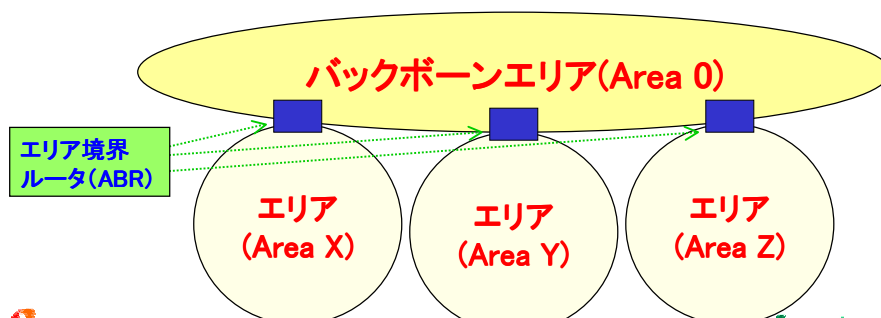 バックボーンエリア(Area 0)
エリア境界
ルータ(ABR)
エリア
(Area X)
エリア
(Area Y)
エリア
(Area Z)